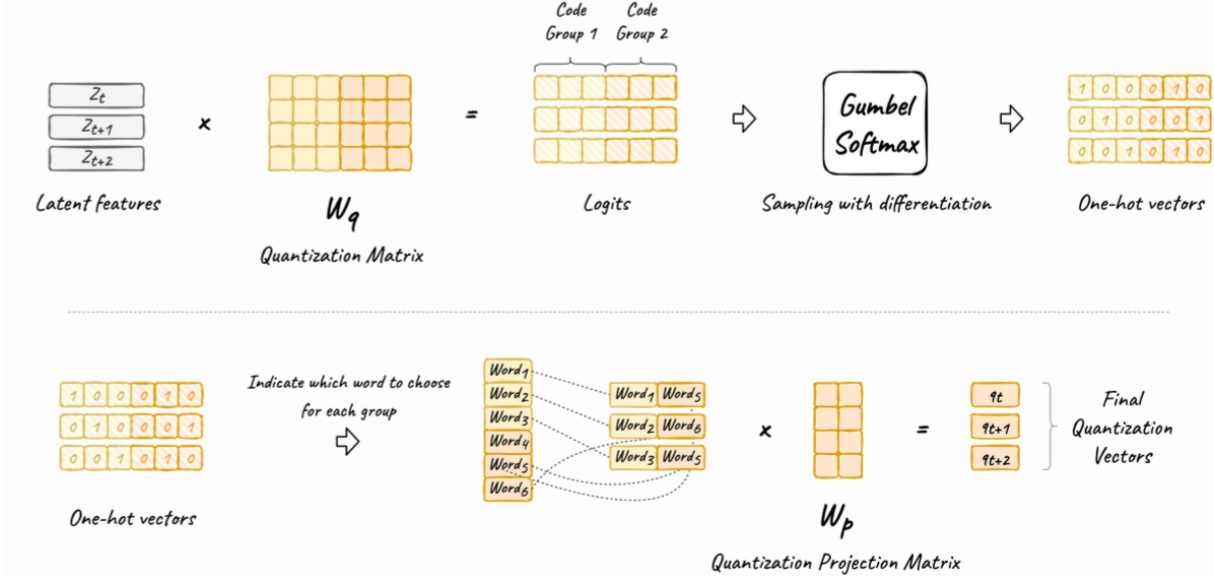 Code Group 1
Code Group 2
Zt
Zt+1
Zt+2
x
=
Gumbel Softmax
1 0 0 0 1 0
0 1 0 0 0 1
0 0 1 0 1 0
Latent features
Wq
Quantization Matrix
Logits
Sampling with differentiation
One-hot vectors
1 0 0 0 1 0
0 1 0 0 0 1
0 0 1 0 1 0
One-hot vectors
Indicate which word to choose
for each group
Word1
Word2
Word3
Word4
Word5
Word6
Word1 Word5
Word2 Word6
Word3 Word5
x
Wp
Quantization Projection Matrix
=
qt
qt+1
qt+2
Final
Quantization
Vectors